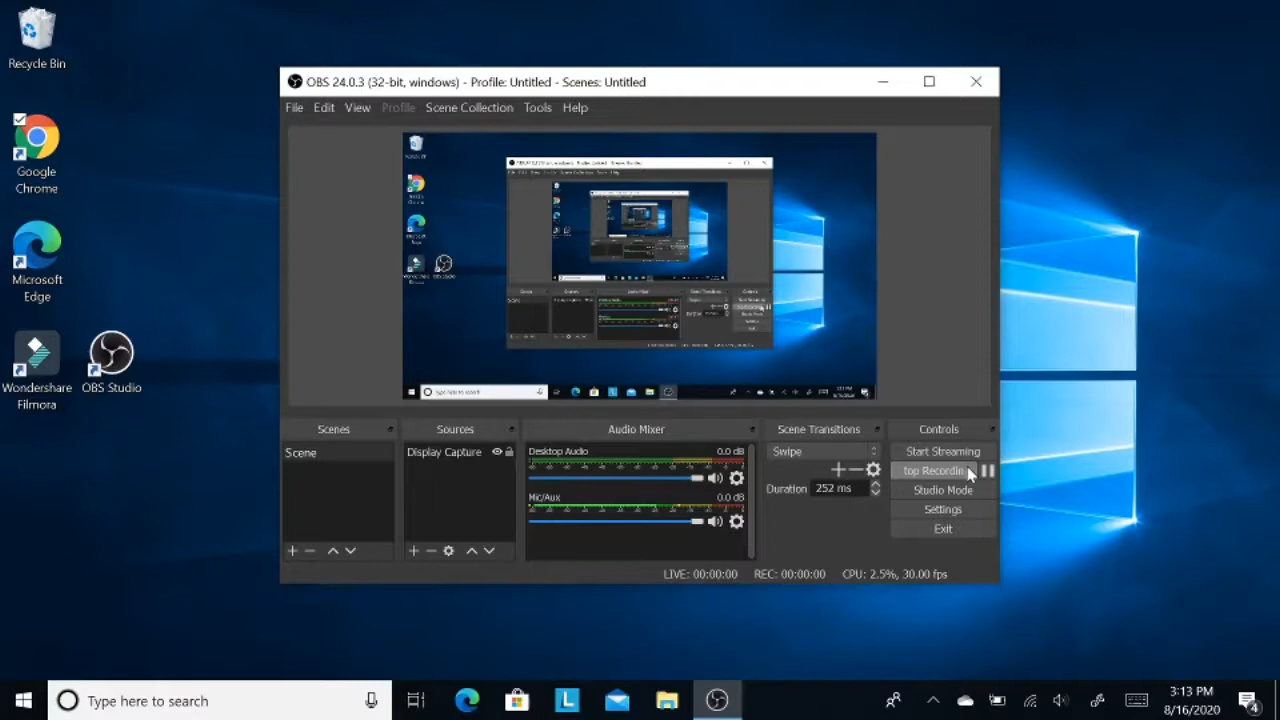 Recycle Bin
Google
Chrome
Microsoft
Edge
Wondershare
Filmora
OBS Studio
OBS 24.0.3 (32-bit, windows) - Profile: Untitled - Scenes: Untitled
File Edit View Profile Scene Collection Tools Help
Scenes
Scene
Sources
Display Capture
Audio Mixer
Desktop Audio 0.0 dB
Mic/Aux 0.0 dB
Scene Transitions
Swipe
Duration 252 ms
Controls
Start Streaming
top Recordin
Studio Mode
Settings
Exit
LIVE: 00:00:00 REC: 00:00:00 CPU: 2.5%, 30.00 fps
Type here to search
L
3:13 PM
8/16/2020
4